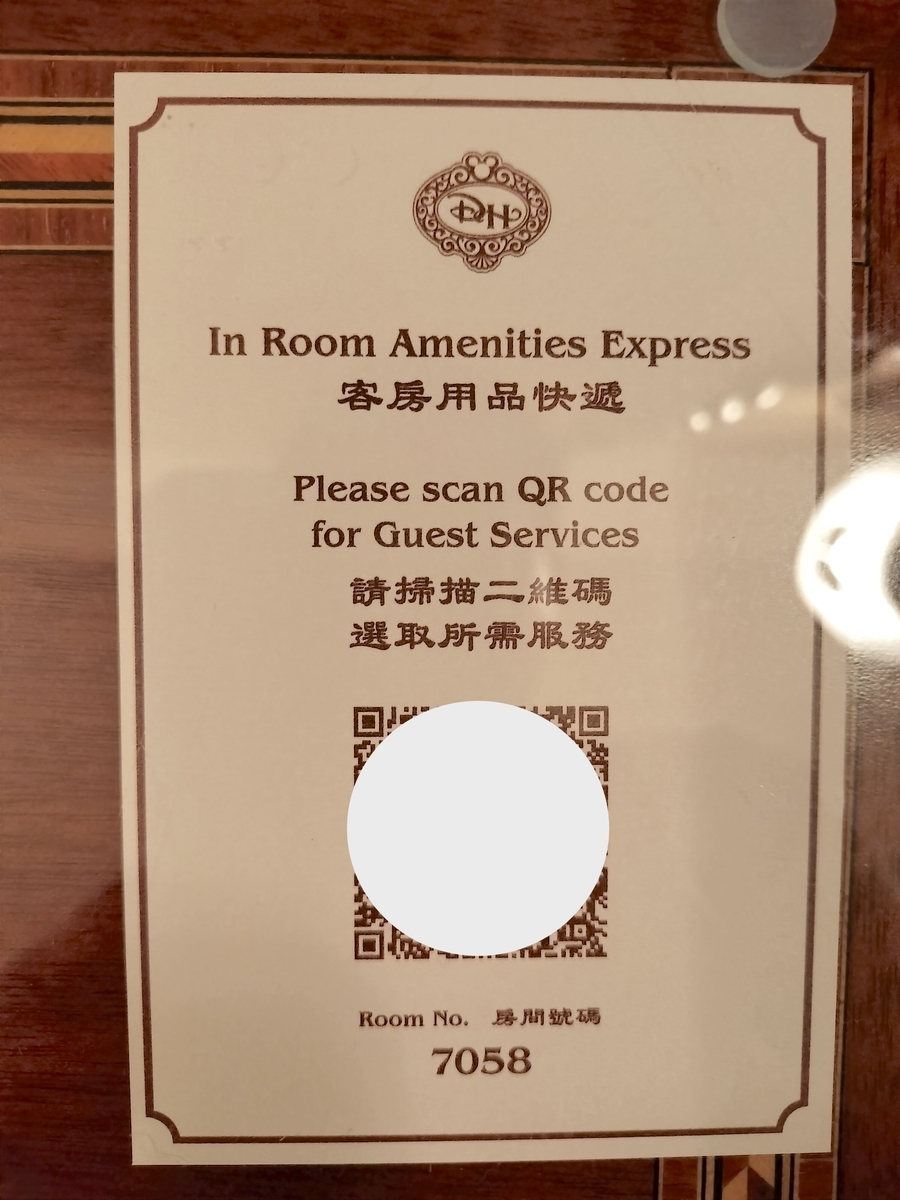 DH
In Room Amenities Express
客房用品快遞
Please scan QR code
for Guest Services
請掃描二維碼
選取所需服務
Room No. 房間號碼
7058